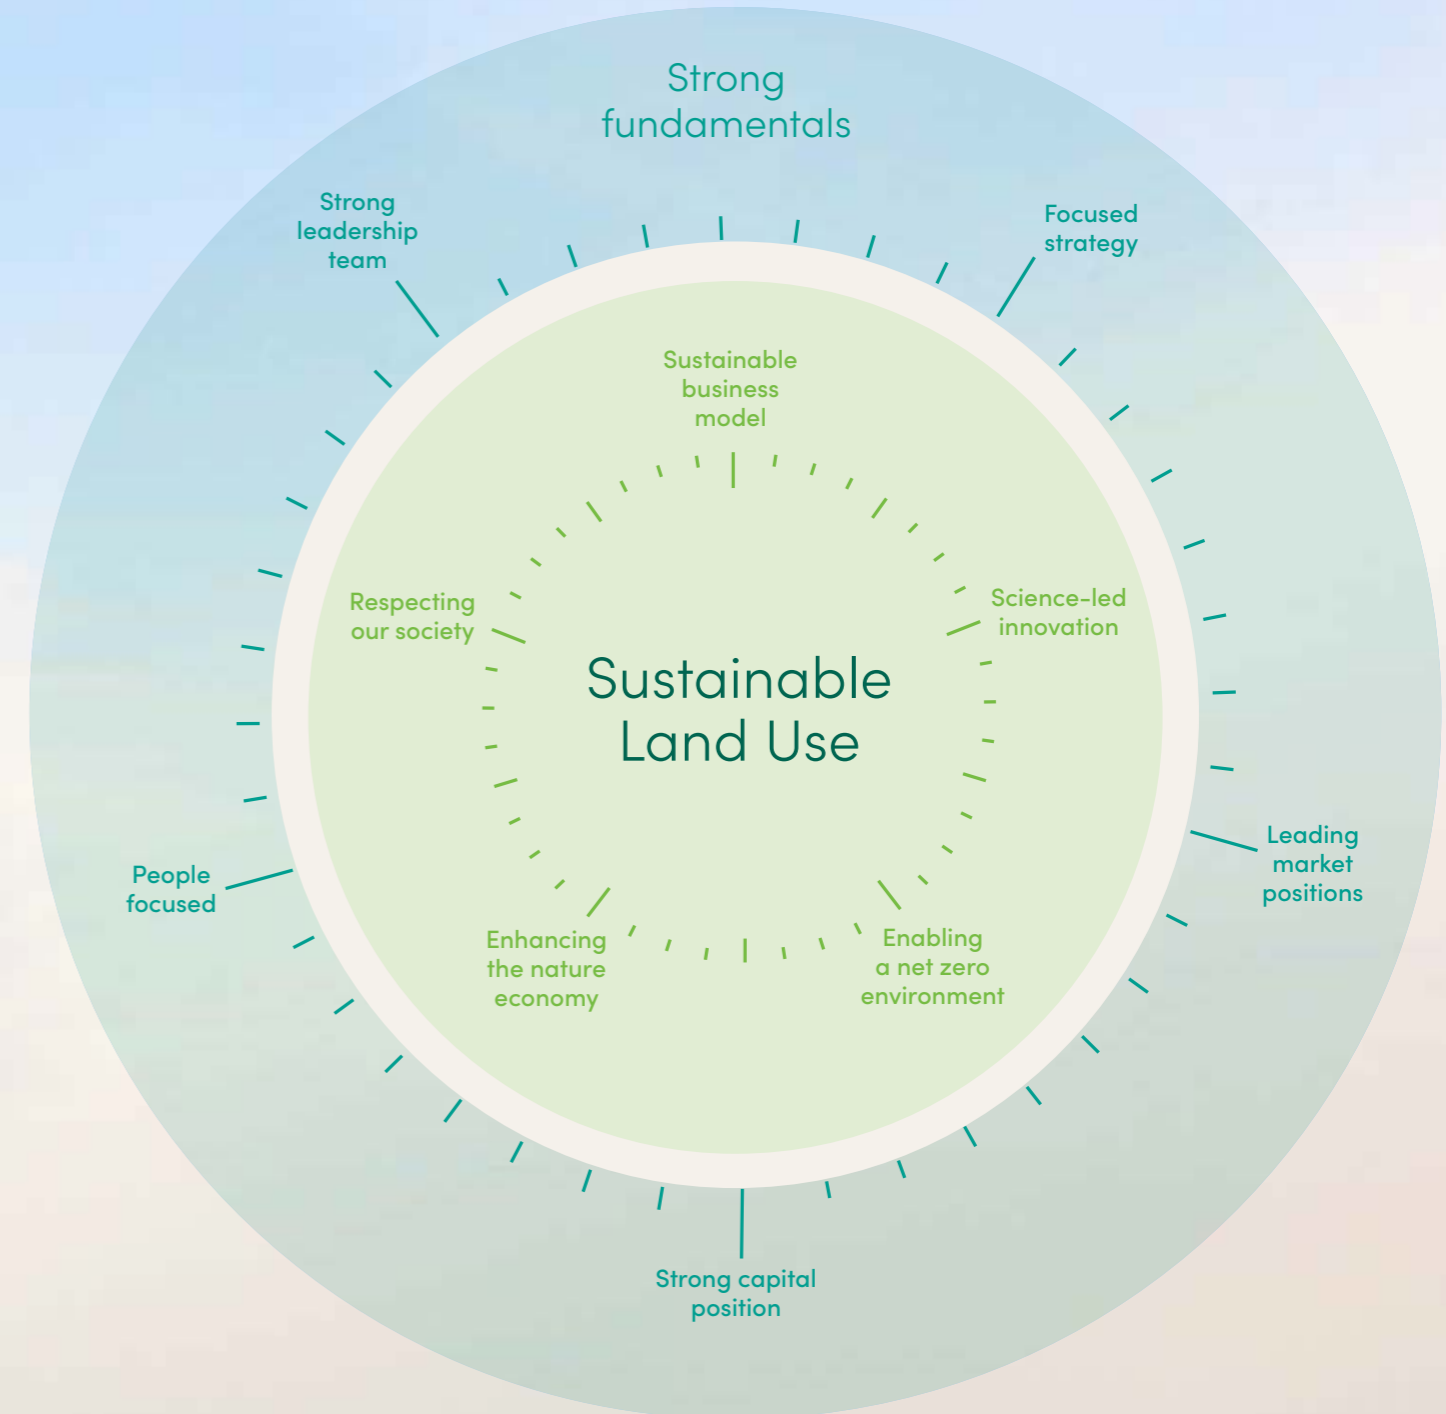 Strong
fundamentals
Strong
leadership
team
Focused
strategy
Sustainable
business
model
Respecting
our society
Science-led
innovation
Sustainable
Land Use
Leading
market
positions
People
focused
Enhancing
the nature
economy
Enabling
a net zero
environment
Strong capital
position